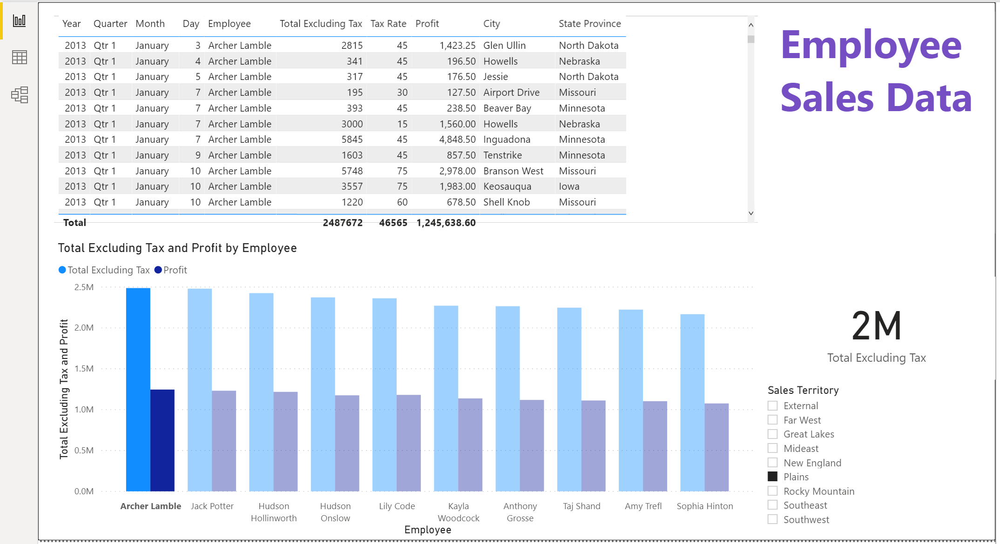 Year Quarter Month Day Employee Total Excluding Tax Tax Rate Profit City State Province
2013 Qtr 1 January 3 Archer Lamble 2815 45 1,423.25 Glen Ullin North Dakota
2013 Qtr 1 January 4 Archer Lamble 341 45 196.50 Howells Nebraska
2013 Qtr 1 January 5 Archer Lamble 317 45 176.50 Jessie North Dakota
2013 Qtr 1 January 7 Archer Lamble 195 30 127.50 Airport Drive Missouri
2013 Qtr 1 January 7 Archer Lamble 393 45 238.50 Beaver Bay Minnesota
2013 Qtr 1 January 7 Archer Lamble 3000 15 1,560.00 Howells Nebraska
2013 Qtr 1 January 7 Archer Lamble 5845 45 4,848.50 Inguadona Minnesota
2013 Qtr 1 January 9 Archer Lamble 1603 45 857.50 Tenstrike Minnesota
2013 Qtr 1 January 10 Archer Lamble 5748 75 2,978.00 Branson West Missouri
2013 Qtr 1 January 10 Archer Lamble 3557 75 1,983.00 Keosauqua Iowa
2013 Qtr 1 January 10 Archer Lamble 1220 60 678.50 Shell Knob Missouri
Total 2487672 46565 1,245,638.60
Employee
Sales Data
Total Excluding Tax and Profit by Employee
Total Excluding Tax Profit
Total Excluding Tax and Profit
2.5M
2.0M
1.5M
1.0M
0.5M
0.0M
Archer Lamble
Jack Potter
Hudson
Hollinworth
Hudson
Onslow
Lily Code
Kayla
Woodcock
Anthony
Grosse
Taj Shand
Amy Trefl
Sophia Hinton
Employee
2M
Total Excluding Tax
Sales Territory
External
Far West
Great Lakes
Mideast
New England
Plains
Rocky Mountain
Southeast
Southwest